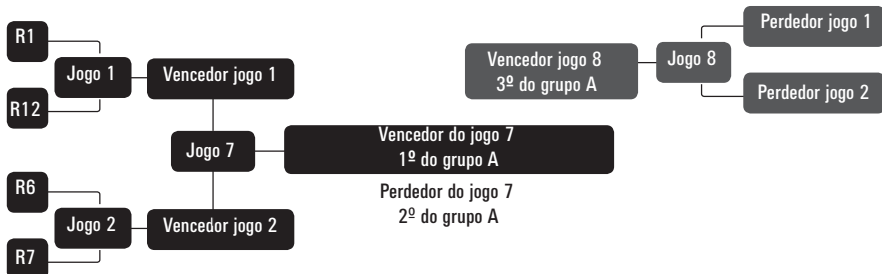 R1
Jogo 1
R12
Vencedor jogo 1
Jogo 7
Vencedor do jogo 7
1º do grupo A
Perdedor do jogo 7
2º do grupo A
R6
Jogo 2
R7
Vencedor jogo 2
Vencedor jogo 8
3º do grupo A
Jogo 8
Perdedor jogo 1
Perdedor jogo 2